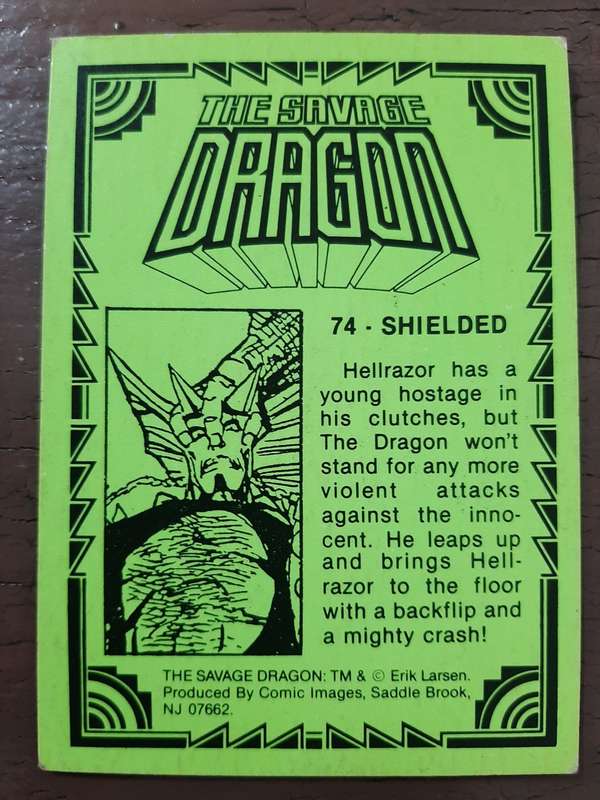 THE SAVAGE
DRAGON
74 - SHIELDED
Hellrazor has a
young hostage in
his clutches, but
The Dragon won't
stand for any more
violent attacks
against the inno-
cent. He leaps up
and brings Hell-
razor to the floor
with a backflip and
a mighty crash!
THE SAVAGE DRAGON: TM & © Erik Larsen.
Produced By Comic Images, Saddle Brook,
NJ 07662.